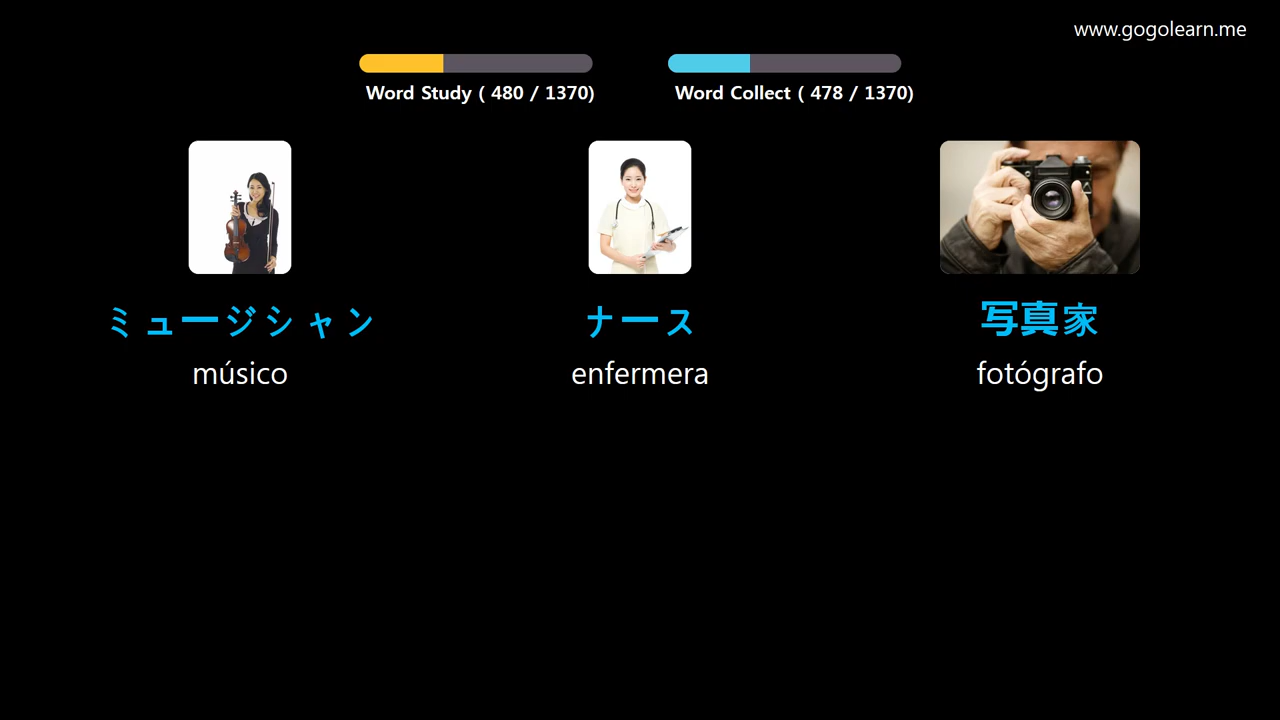 www.gogolearn.me
Word Study ( 480 / 1370)
Word Collect ( 478 / 1370)
ミュージシャン
ナース
写真家
músico
enfermera
fotógrafo